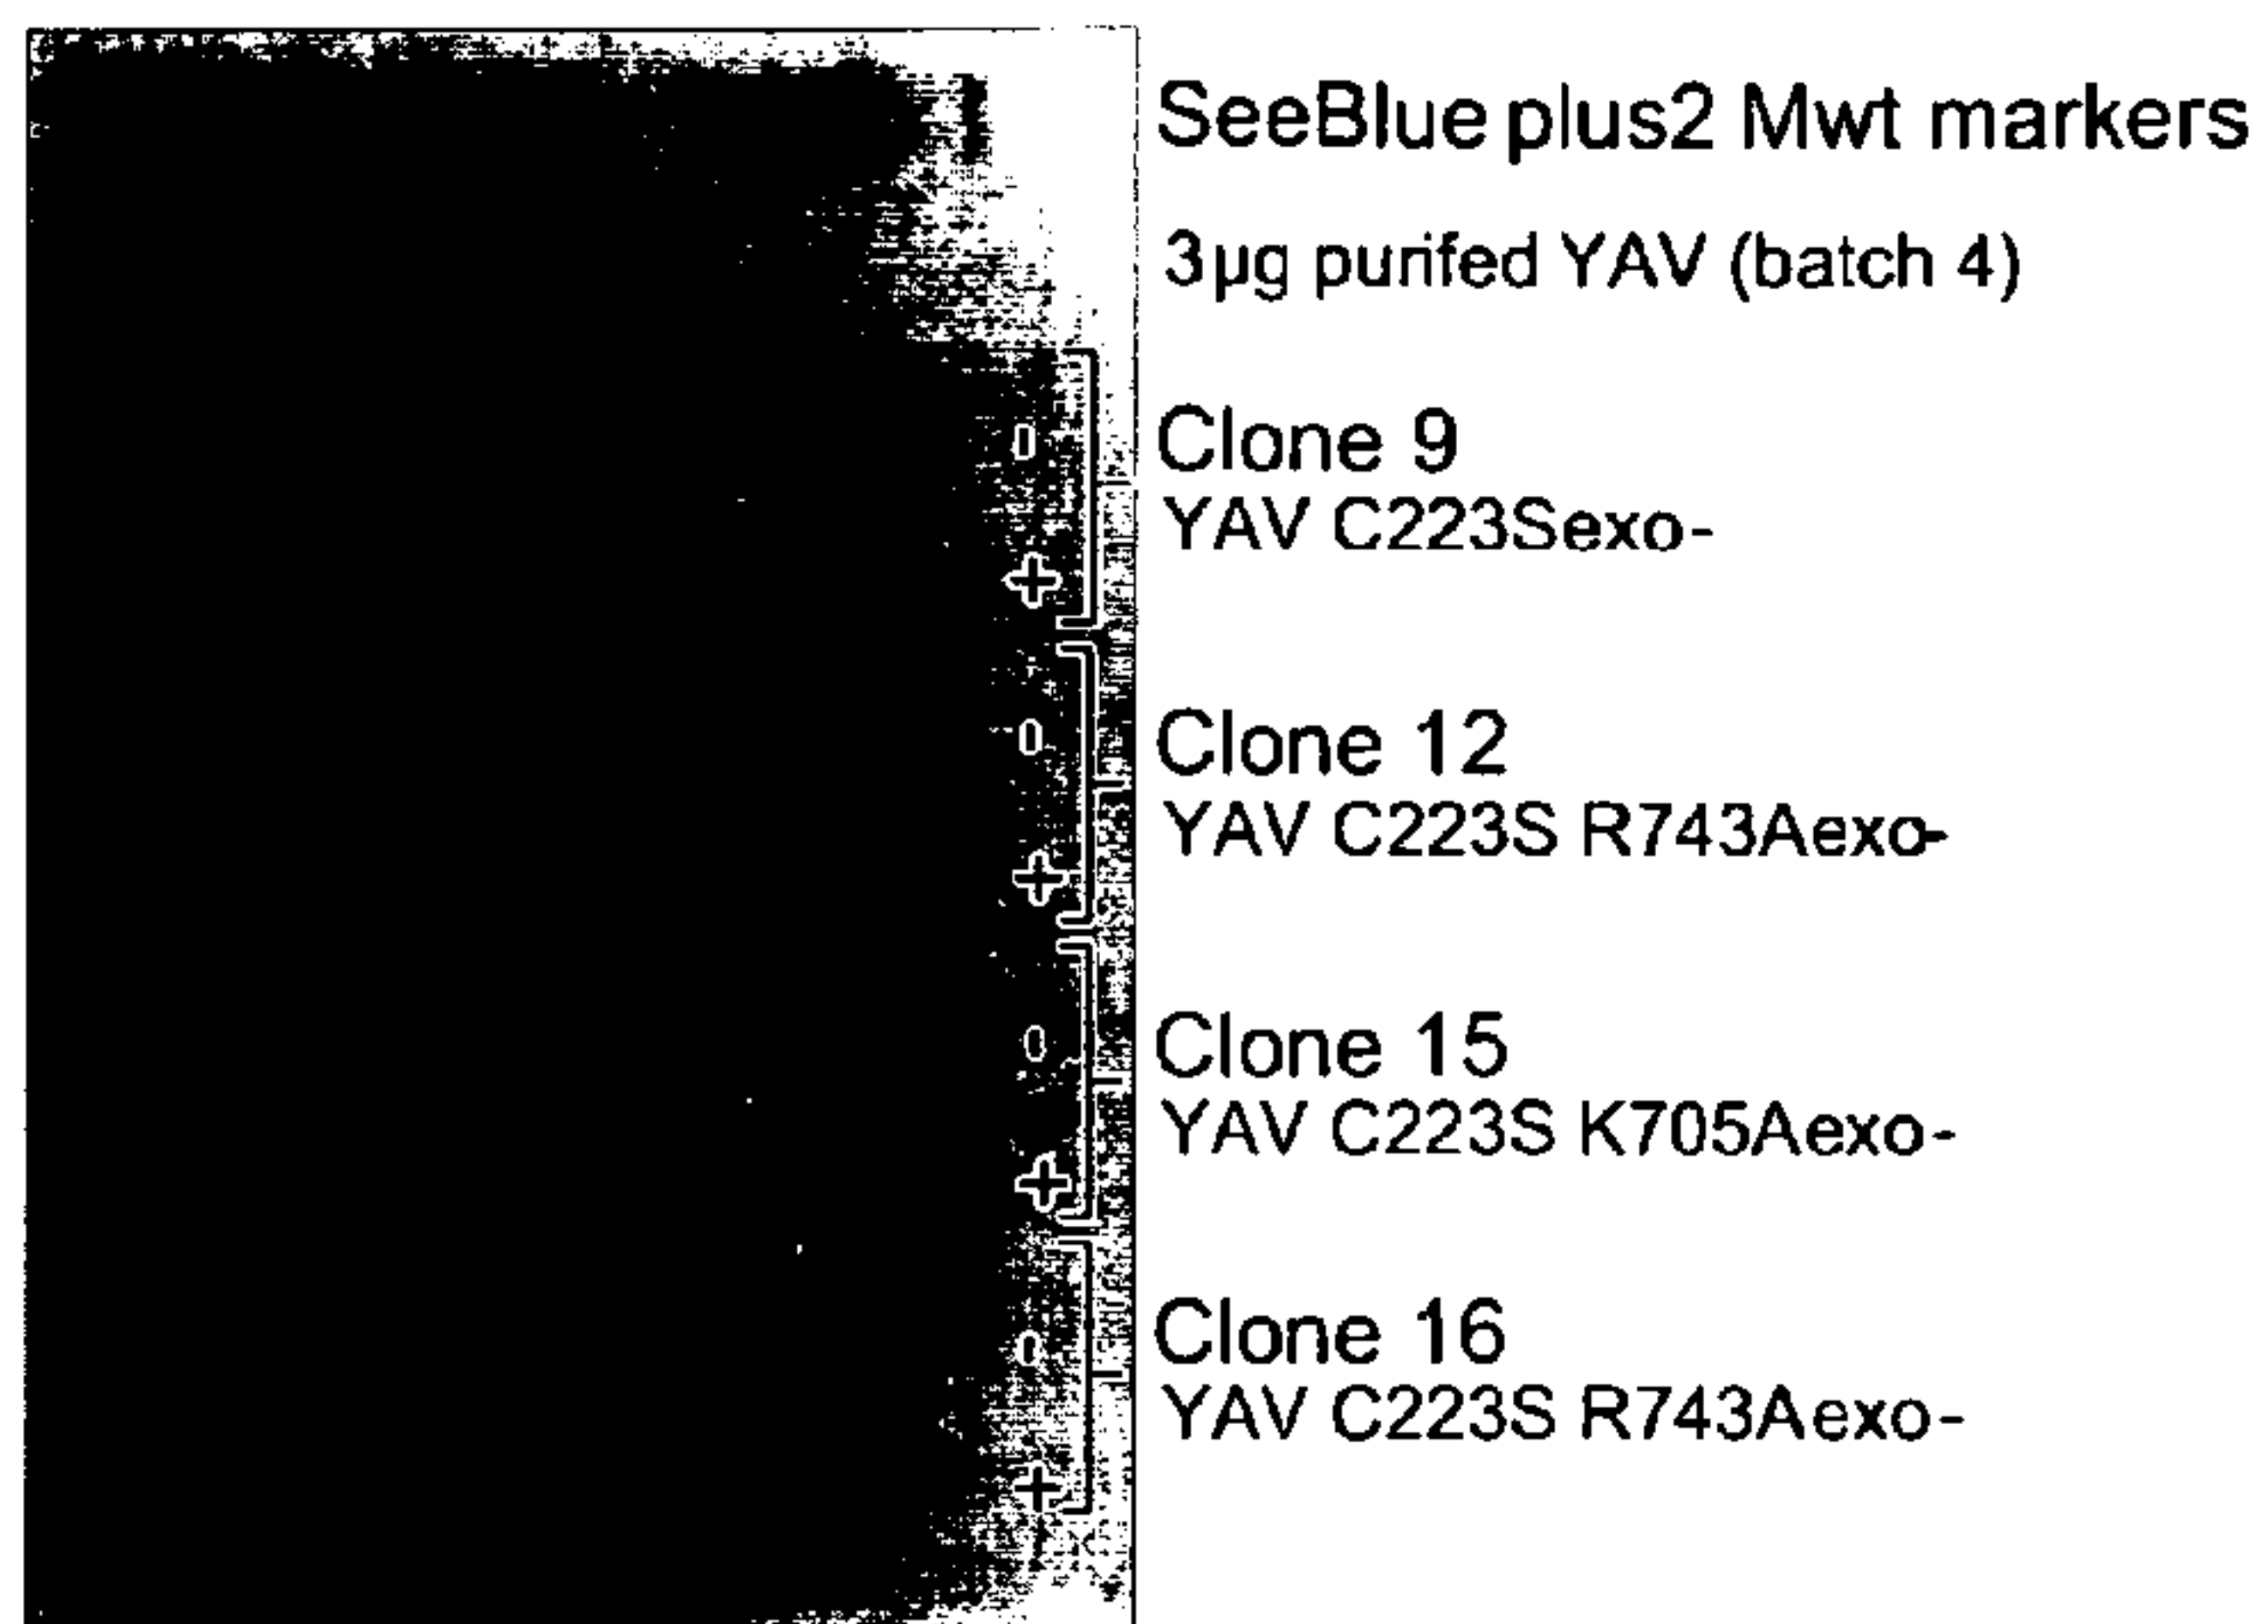 SeeBlue plus2 Mwt markers
3µg purifed YAV (batch 4)
0
Clone 9
YAV C223Sexo-
+
0
Clone 12
YAV C223S R743Aexo-
+
0
Clone 15
YAV C223S K705Aexo-
+
0
Clone 16
YAV C223S R743Aexo-
+